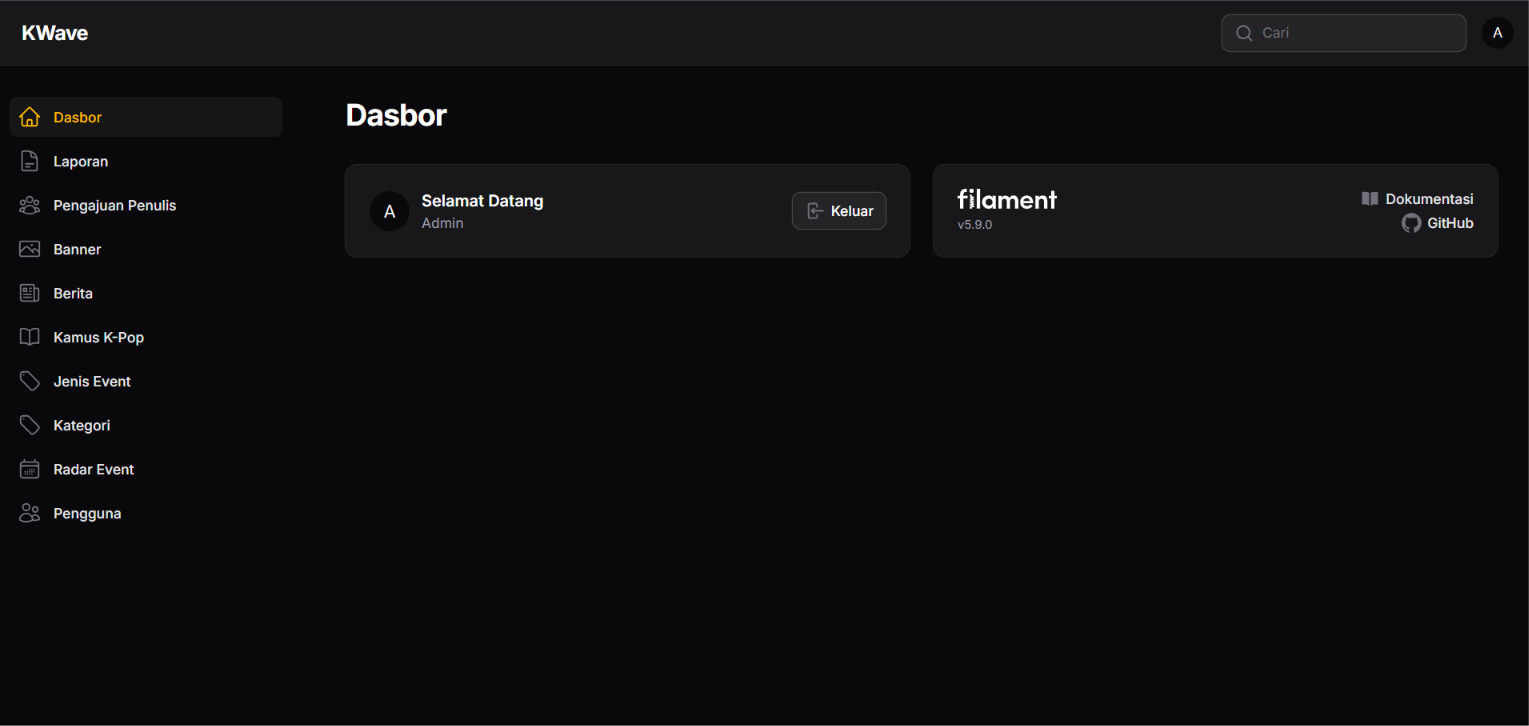 KWave
Cari
A
Dasbor
Laporan
Pengajuan Penulis
Banner
Berita
Kamus K-Pop
Jenis Event
Kategori
Radar Event
Pengguna
Dasbor
A
Selamat Datang
Admin
Keluar
filament
v5.9.0
Dokumentasi
GitHub